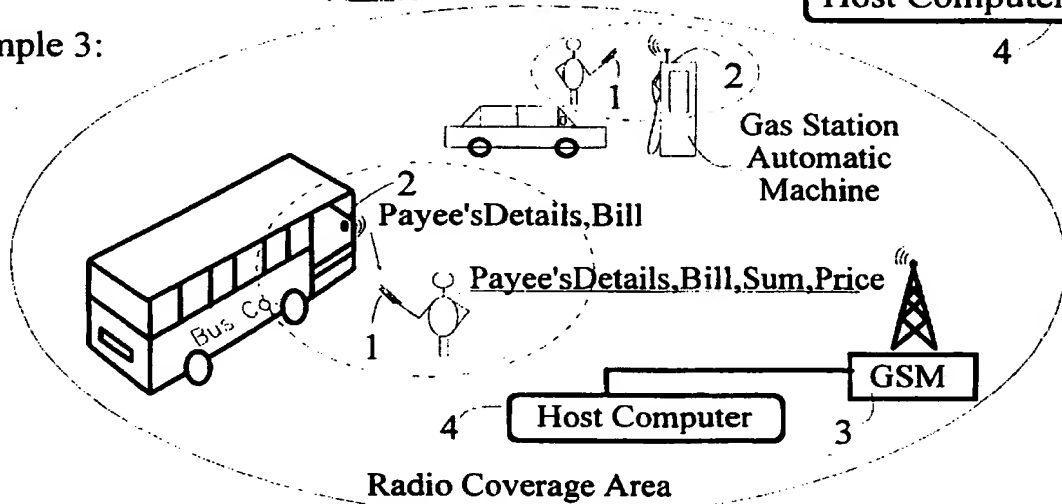 Host Computer
4
mple 3:
1
2
Gas Station
Automatic
Machine
2
Payee'sDetails,Bill
Payee'sDetails,Bill,Sum,Price
Bus Co.
1
GSM
4
Host Computer
3
Radio Coverage Area